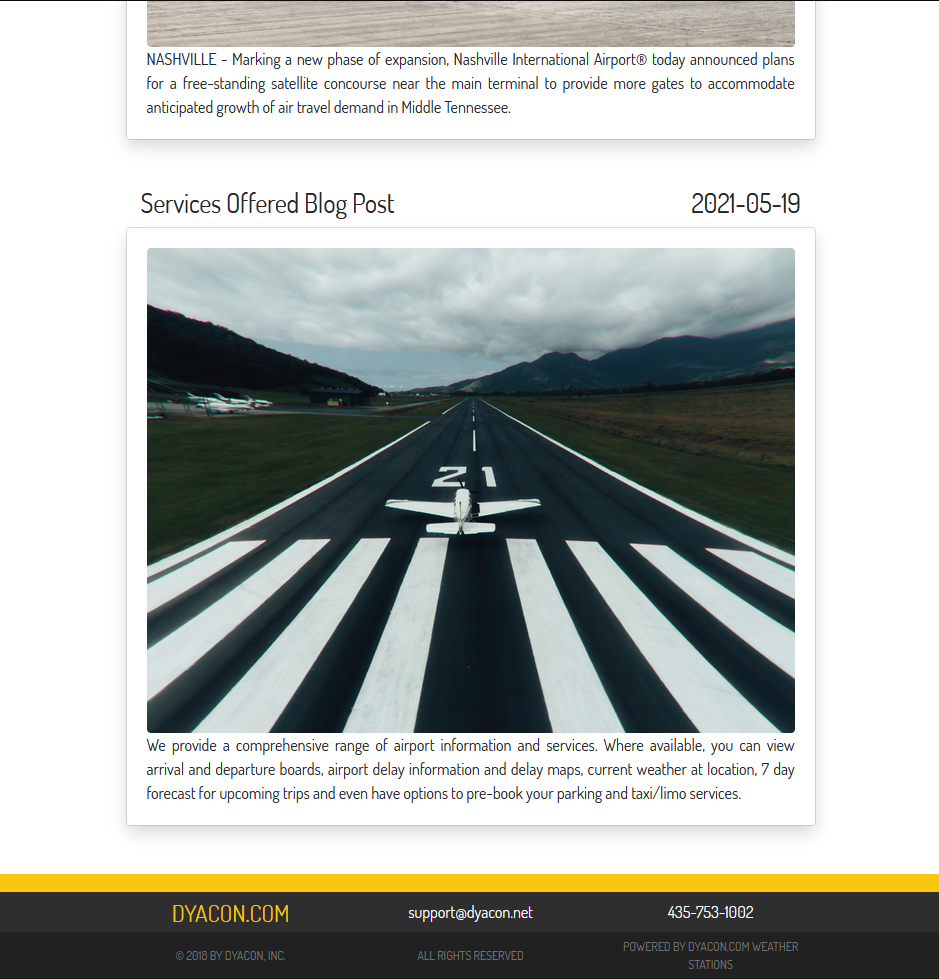 NASHVILLE - Marking a new phase of expansion, Nashville International Airport® today announced plans
for a free-standing satellite concourse near the main terminal to provide more gates to accommodate
anticipated growth of air travel demand in Middle Tennessee.
Services Offered Blog Post 2021-05-19
21
We provide a comprehensive range of airport information and services. Where available, you can view
arrival and departure boards, airport delay information and delay maps, current weather at location, 7 day
forecast for upcoming trips and even have options to pre-book your parking and taxi/limo services.
DYACON.COM support@dyacon.net 435-753-1002
© 2018 BY DYACON, INC. ALL RIGHTS RESERVED POWERED BY DYACON.COM WEATHER
STATIONS